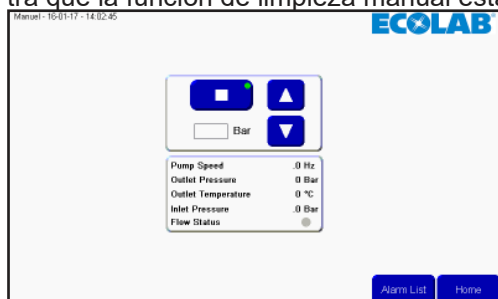 tra que la función de limpieza manual está
Manuel - 16-01-17 - 14:02:45
ECOLAB®
Bar
Pump Speed .0 Hz
Outlet Pressure 0 Bar
Outlet Temperature 0 °C
Inlet Pressure .0 Bar
Flow Status
Alarm List Home